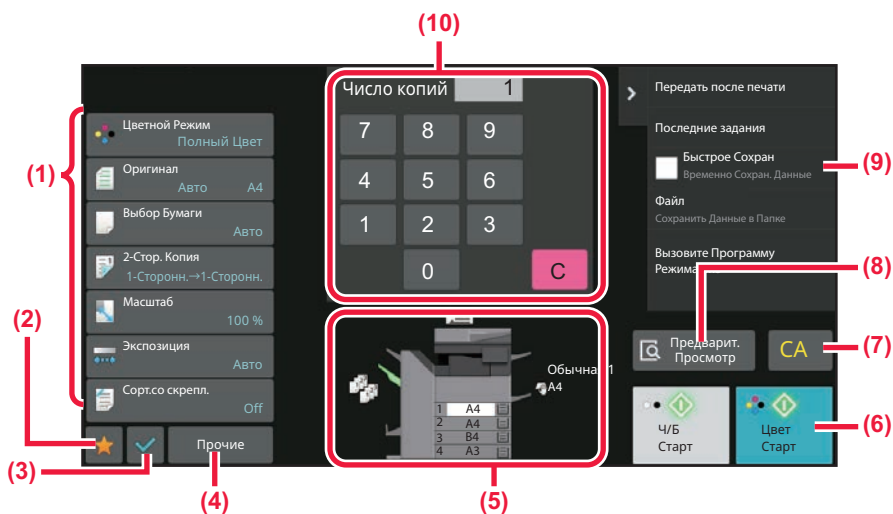 (10)
Число копий 1
7 8 9
4 5 6
1 2 3
0 C
(1)
Цветной Режим
Полный Цвет
Оригинал
Авто A4
Выбор Бумаги
Авто
2-Стор. Копия
1-Сторонн.→1-Сторонн.
Масштаб
100 %
Экспозиция
Авто
Сорт.со скрепл.
Off
(2)
(3)
Прочие
(4)
Обычная 1
A4
1 A4
2 A4
3 B4
4 A3
(5)
Передать после печати
Последние задания
Быстрое Сохран
Временно Сохран. Данные
(9)
Файл
Сохранить Данные в Папке
Вызовите Программу
(8)
Предварит.
Просмотр
CA
(7)
Ч/Б
Старт
Цвет
Старт
(6)